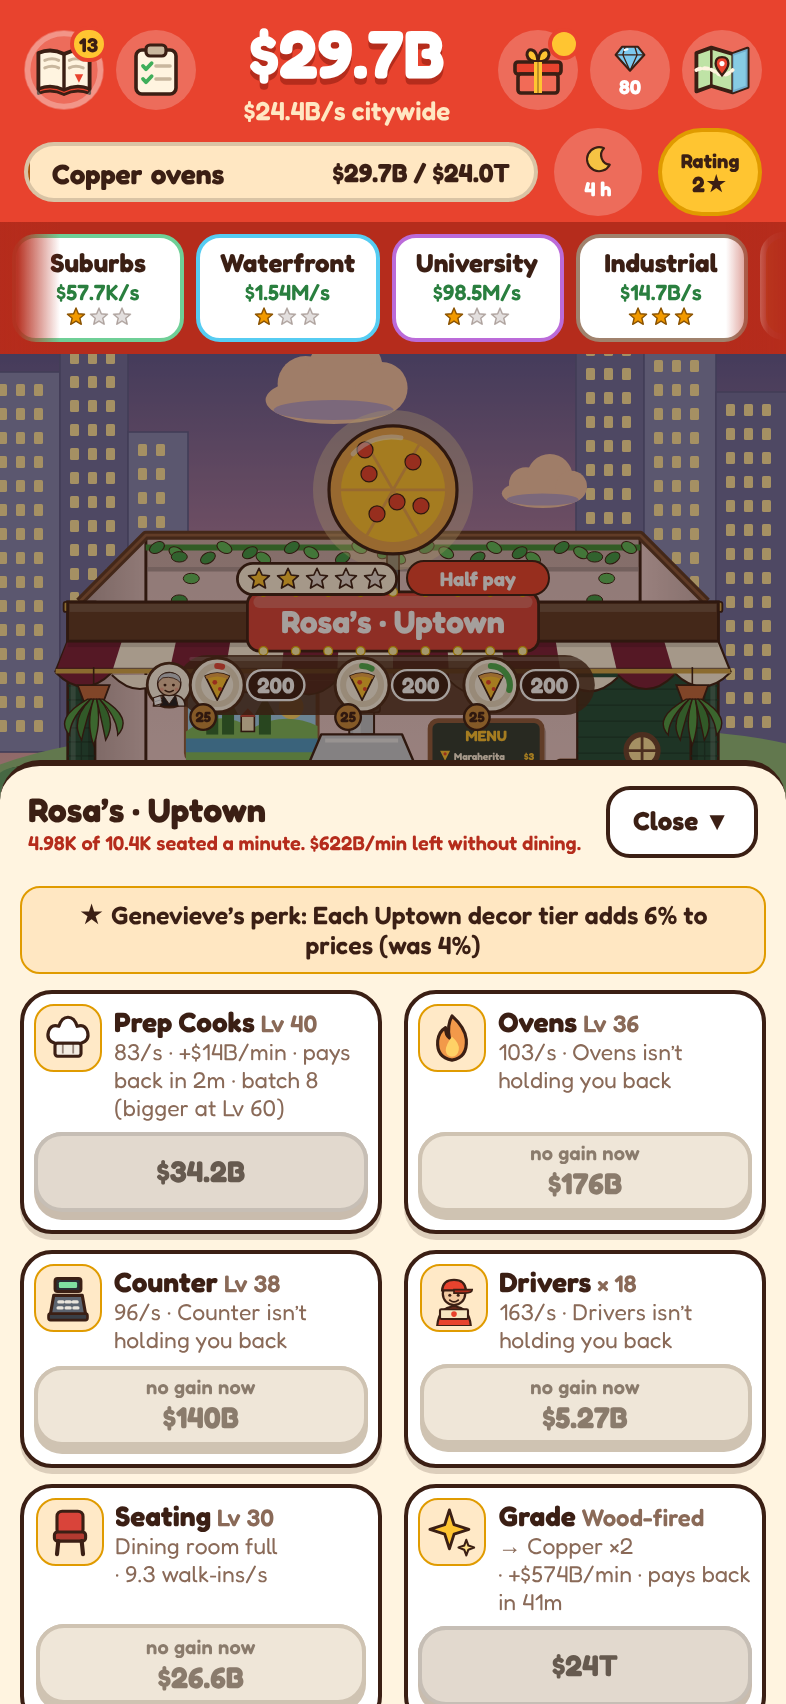 13
$29.7B
$24.4B/s citywide
80
Copper ovens
$29.7B / $24.0T
4 h
Rating
2★
Suburbs
$57.7K/s
Waterfront
$1.54M/s
University
$98.5M/s
Industrial
$14.7B/s
Half pay
Rosa's · Uptown
200
200
200
25
25
25
MENU
Margherita $3
Rosa's · Uptown
4.98K of 10.4K seated a minute. $622B/min left without dining.
Close ▼
★ Genevieve's perk: Each Uptown decor tier adds 6% to
prices (was 4%)
Prep Cooks Lv 40
83/s · +$14B/min · pays
back in 2m · batch 8
(bigger at Lv 60)
$34.2B
Ovens Lv 36
103/s · Ovens isn't
holding you back
no gain now
$176B
Counter Lv 38
96/s · Counter isn't
holding you back
no gain now
$140B
Drivers × 18
163/s · Drivers isn't
holding you back
no gain now
$5.27B
Seating Lv 30
Dining room full
· 9.3 walk-ins/s
no gain now
$26.6B
Grade Wood-fired
→ Copper ×2
· +$574B/min · pays back
in 41m
$24T